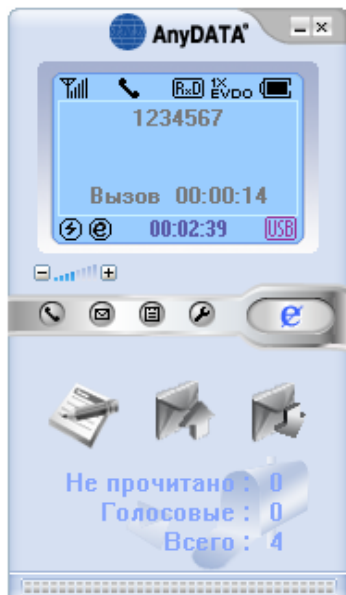 AnyDATA
RxD 1X EVDO
1234567
Вызов 00:00:14
00:02:39 USB
Не прочитано : 0
Голосовые : 0
Всего : 4